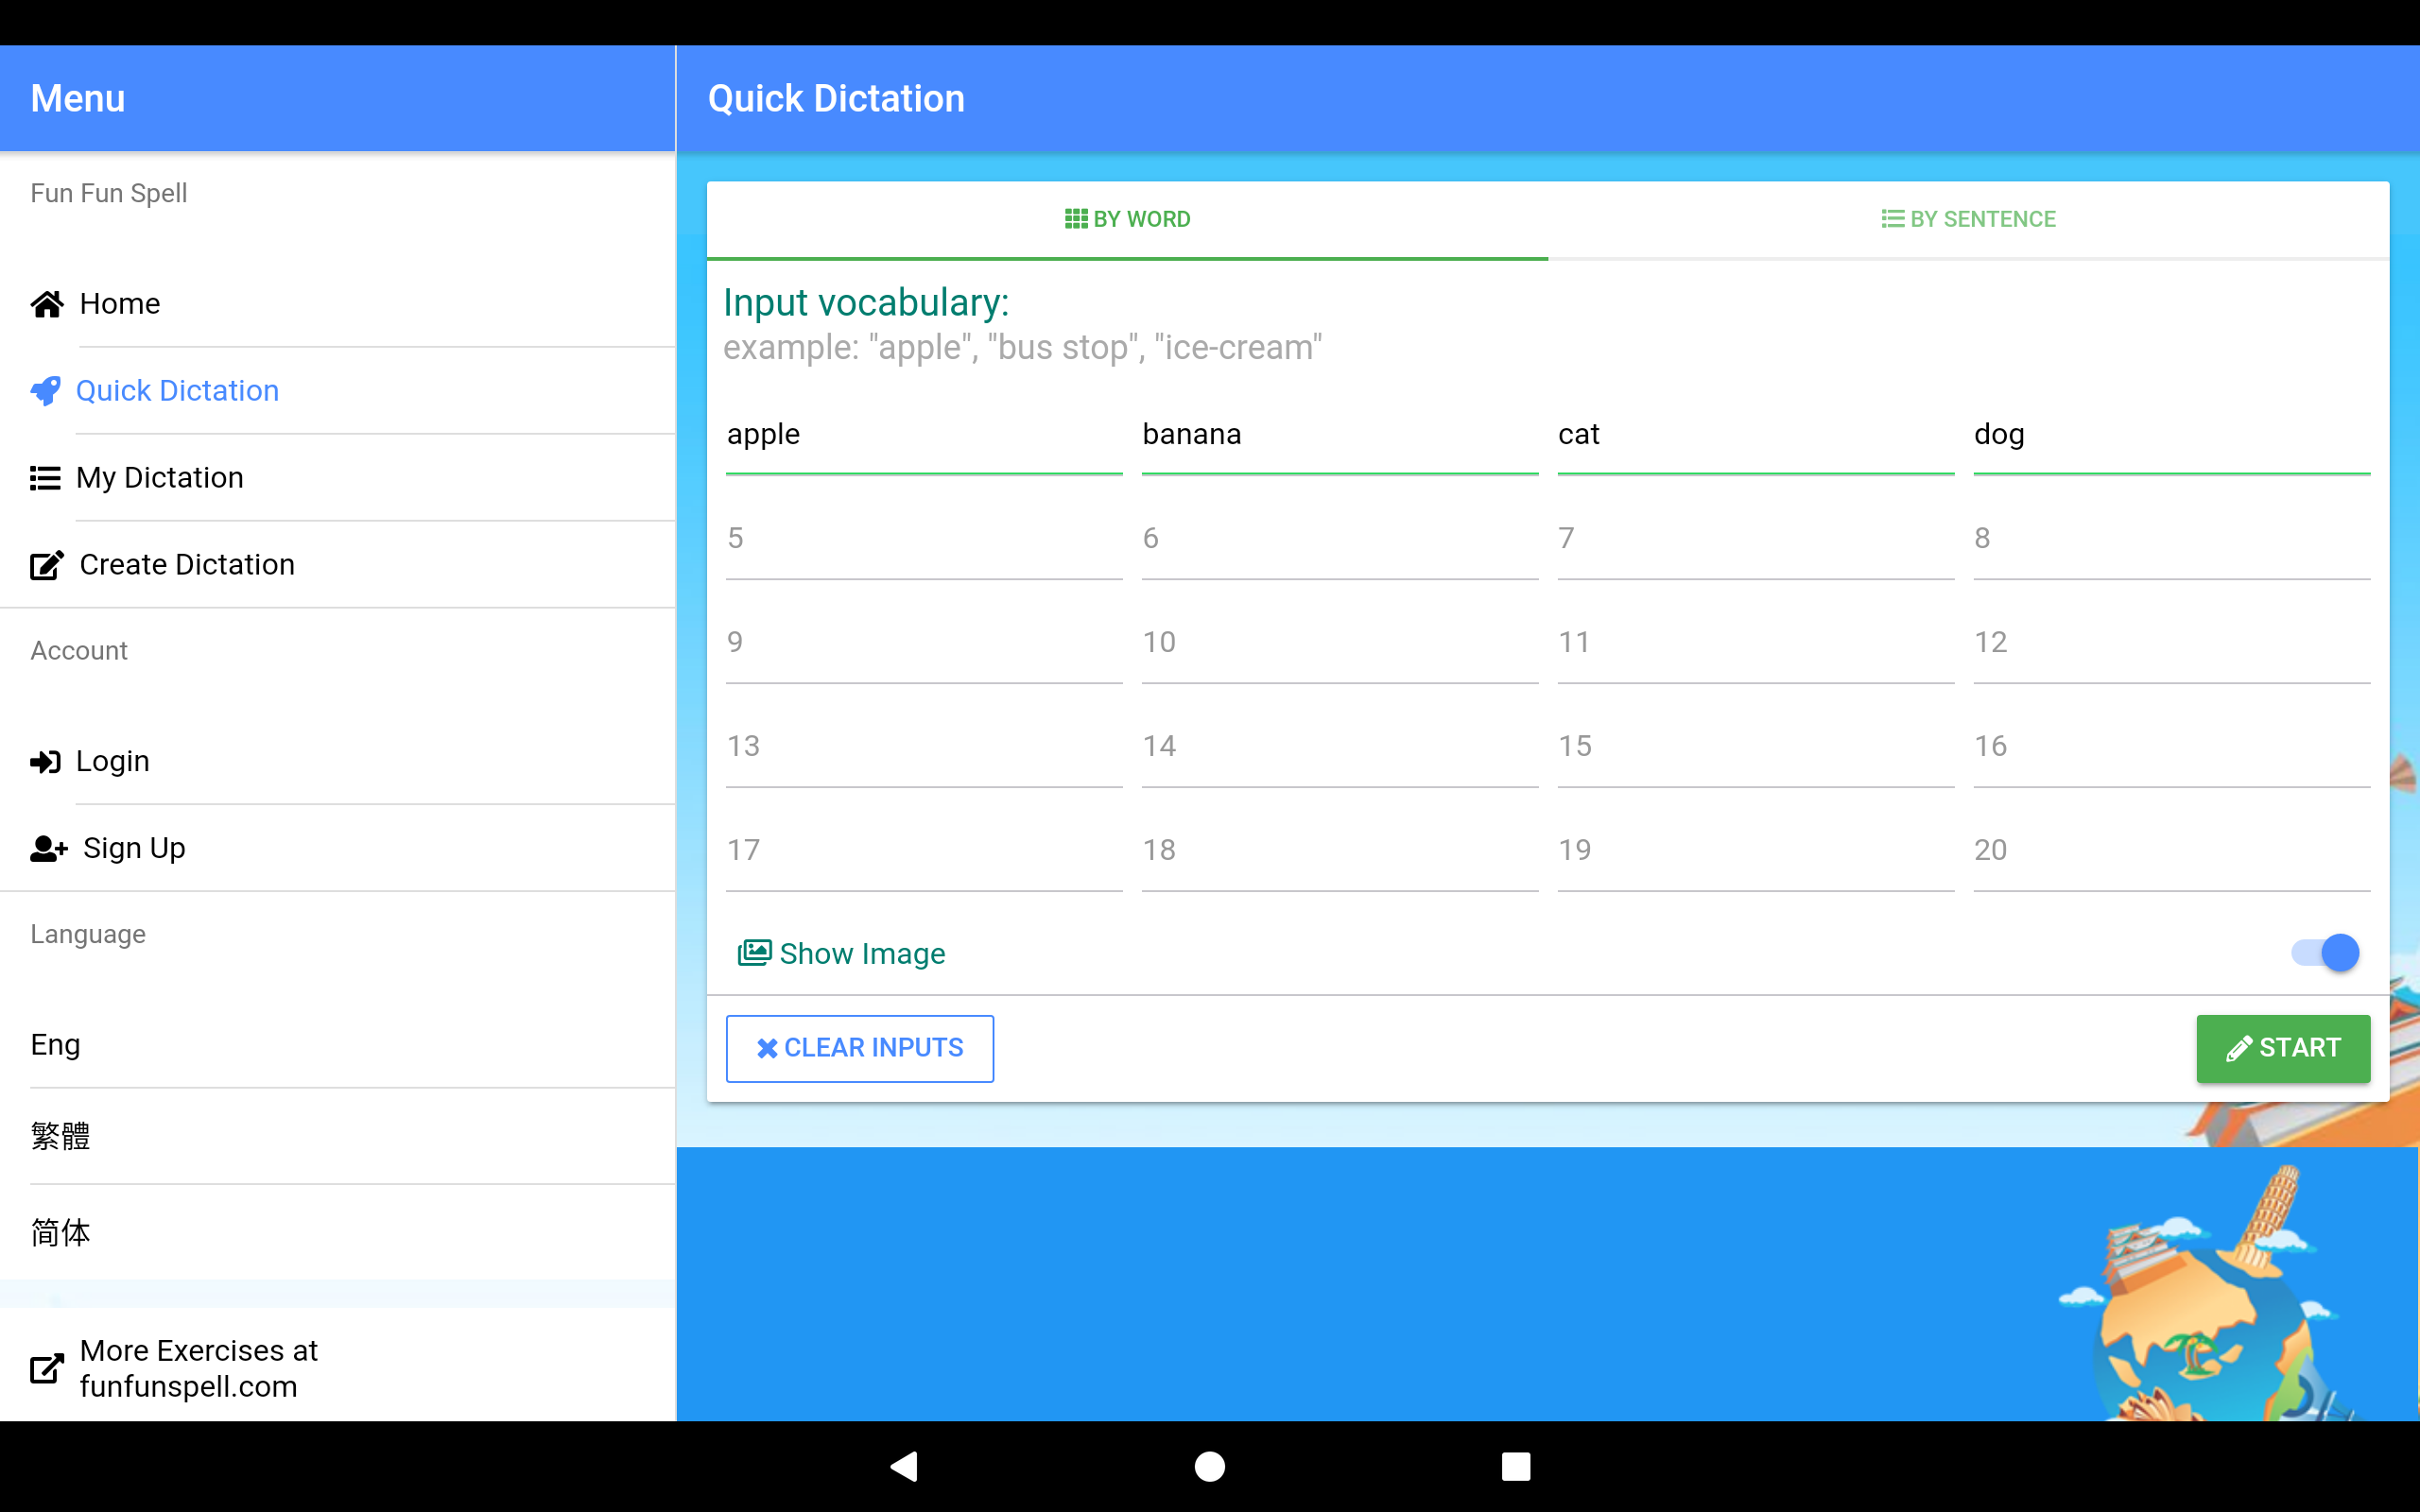 Menu
Fun Fun Spell
Home
Quick Dictation
My Dictation
Create Dictation
Account
Login
Sign Up
Language
Eng
繁體
简体
More Exercises at
funfunspell.com
Quick Dictation
BY WORD BY SENTENCE
Input vocabulary:
example: "apple", "bus stop", "ice-cream"
apple banana cat dog
5 6 7 8
9 10 11 12
13 14 15 16
17 18 19 20
Show Image
CLEAR INPUTS START